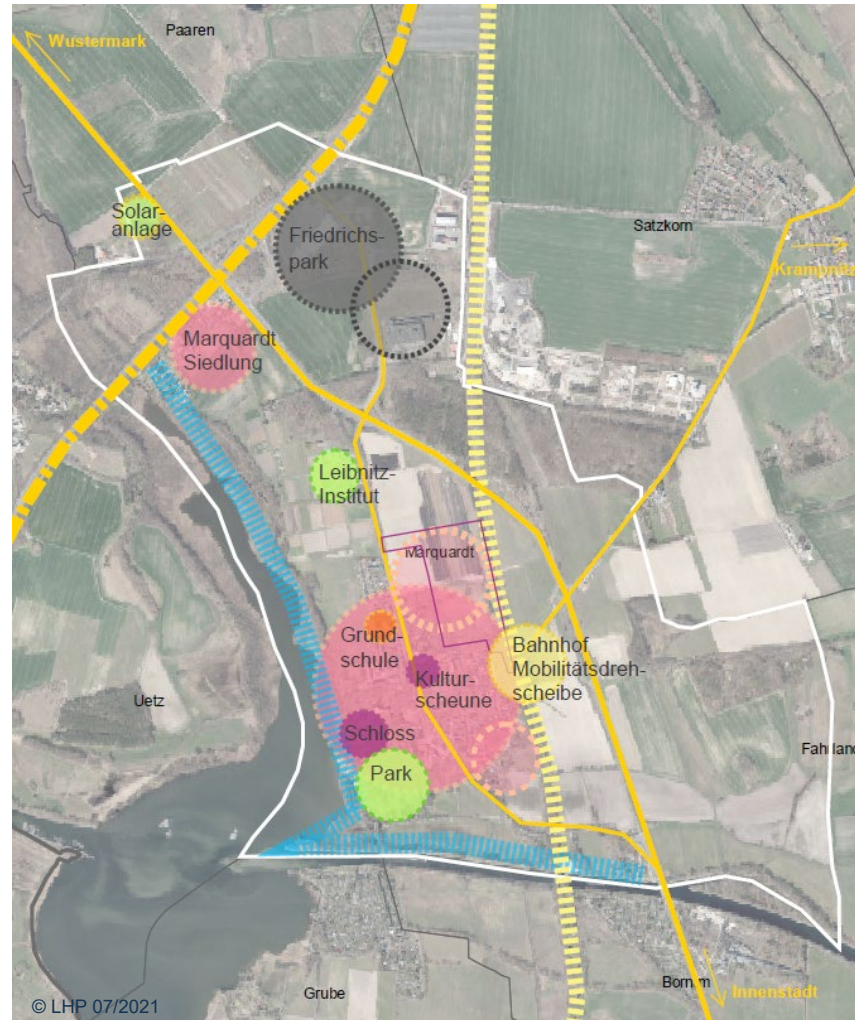 Paaren
Wustermark
Solar-
anlage
Friedrichs-
park
Satzkorn
Krampnitz
Marquardt
Siedlung
Leibnitz-
Institut
Marquardt
Grund-
schule
Kultur-
scheune
Bahnhof
Mobilitätsdreh-
scheibe
Uetz
Schloss
Park
Fahrland
Bornim
Innenstadt
Grube
© LHP 07/2021